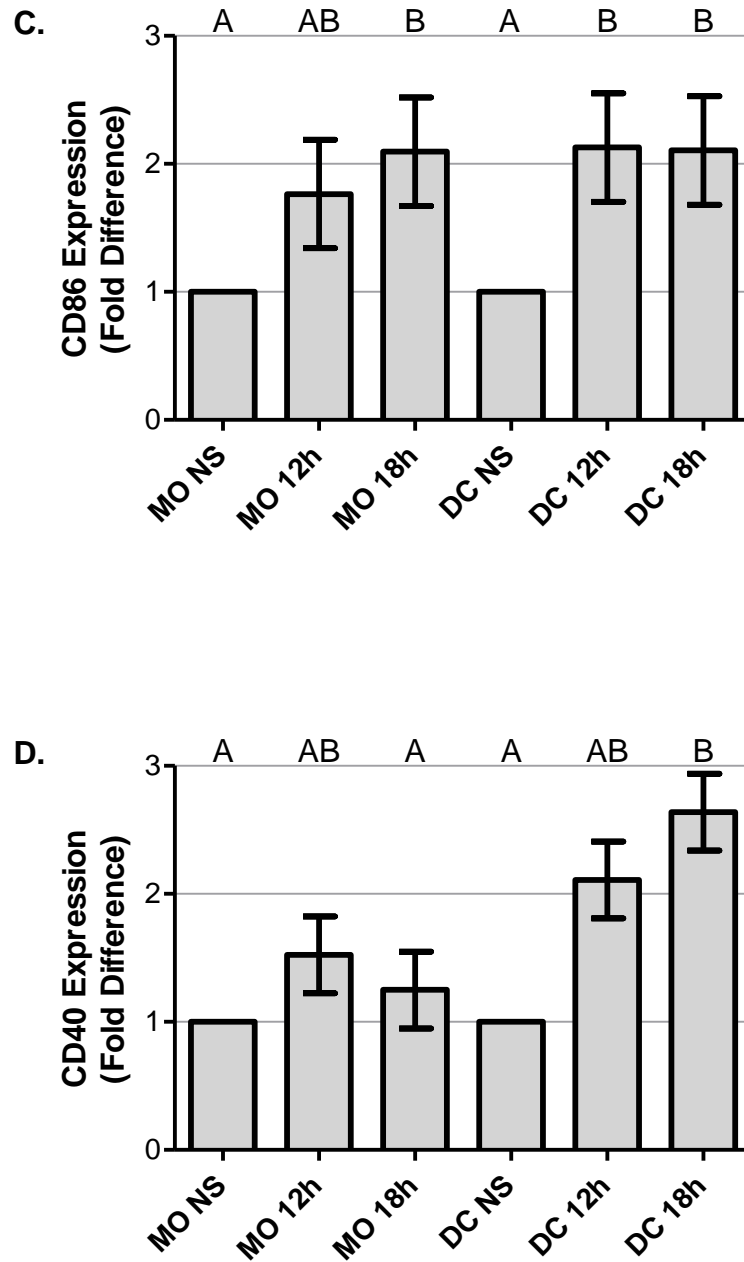 C.
A AB B A B B
CD86 Expression
(Fold Difference)
3
2
1
0
MO NS
MO 12h
MO 18h
DC NS
DC 12h
DC 18h
D.
A AB A A AB B
CD40 Expression
(Fold Difference)
3
2
1
0
MO NS
MO 12h
MO 18h
DC NS
DC 12h
DC 18h